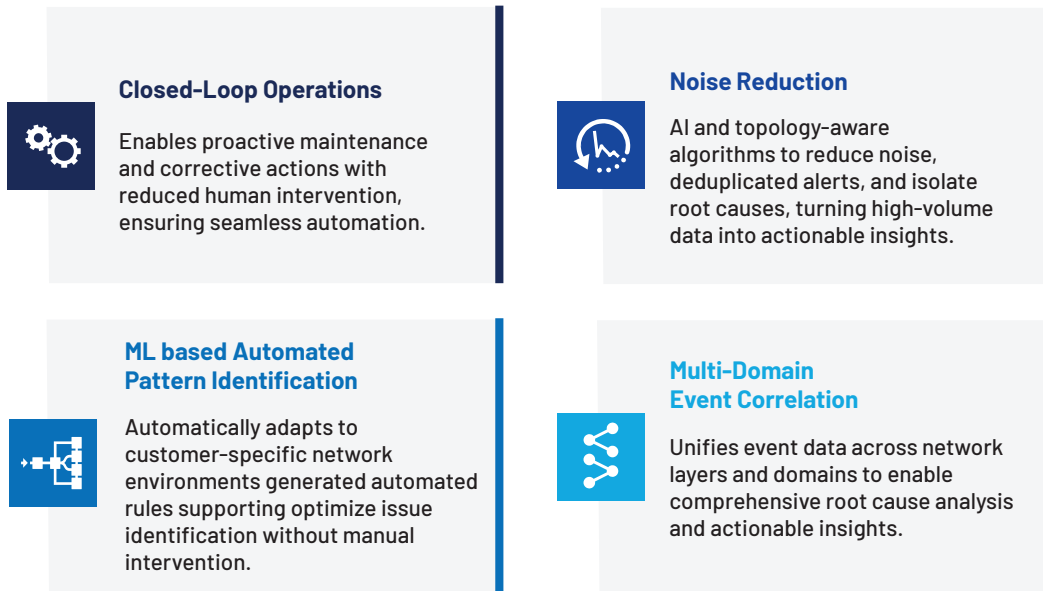 Closed-Loop Operations
Enables proactive maintenance
and corrective actions with
reduced human intervention,
ensuring seamless automation.
Noise Reduction
AI and topology-aware
algorithms to reduce noise,
deduplicated alerts, and isolate
root causes, turning high-volume
data into actionable insights.
ML based Automated
Pattern Identification
Automatically adapts to
customer-specific network
environments generated automated
rules supporting optimize issue
identification without manual
intervention.
Multi-Domain
Event Correlation
Unifies event data across network
layers and domains to enable
comprehensive root cause analysis
and actionable insights.